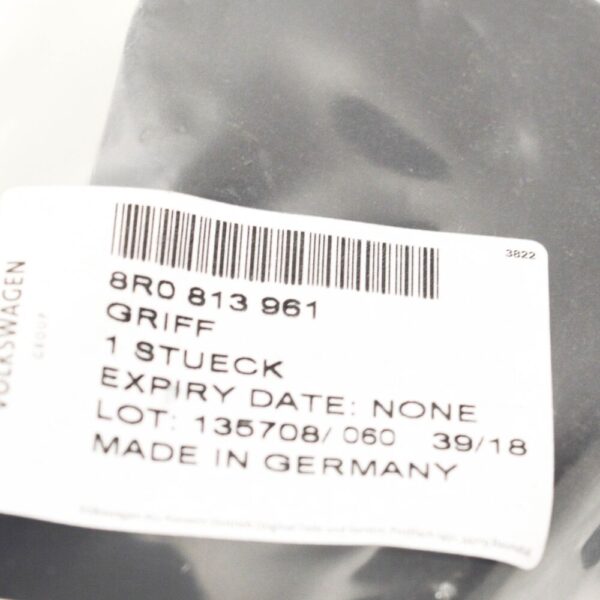 3822
8R0 813 961
GRIFF
1 STUECK
EXPIRY DATE: NONE
LOT: 135708/ 060 39/18
MADE IN GERMANY
VOLKSWAGEN
GROUP